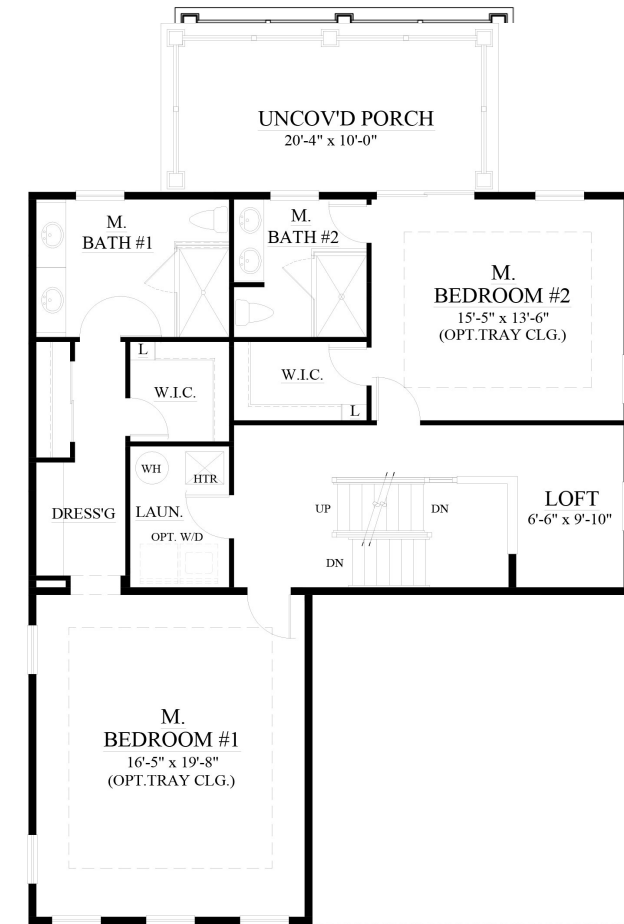 UNCOV'D PORCH
20'-4" x 10'-0"
M.
BATH #1
M.
BATH #2
M.
BEDROOM #2
15'-5" x 13'-6"
(OPT.TRAY CLG.)
L
W.I.C.
W.I.C.
L
WH
HTR
DRESS'G
LAUN.
OPT. W/D
UP
DN
DN
LOFT
6'-6" x 9'-10"
M.
BEDROOM #1
16'-5" x 19'-8"
(OPT.TRAY CLG.)